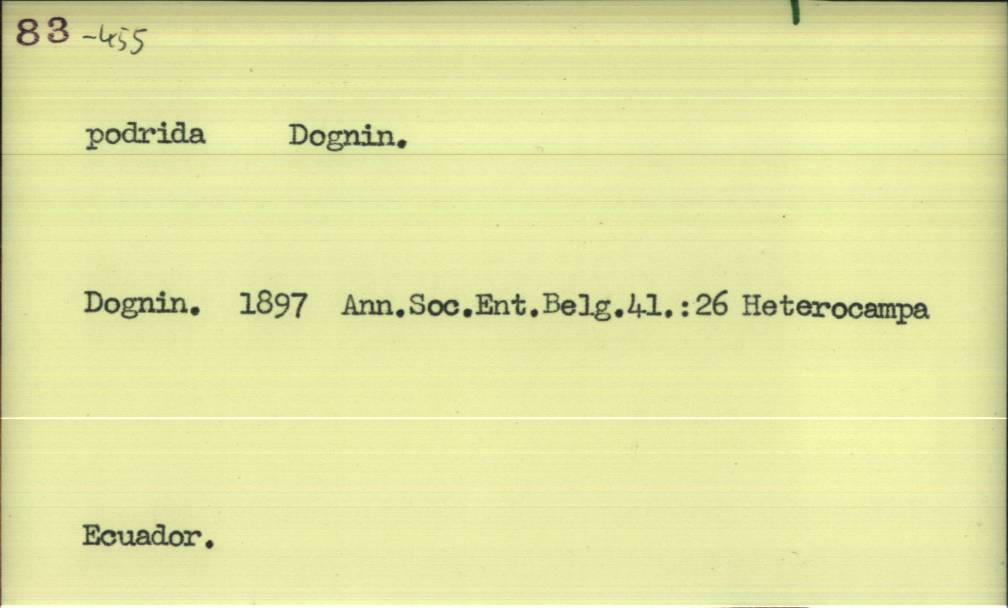 83 -455
podrida Dognin.
Dognin. 1897 Ann.Soc.Ent.Belg.41.:26 Heterocampa
Ecuador.